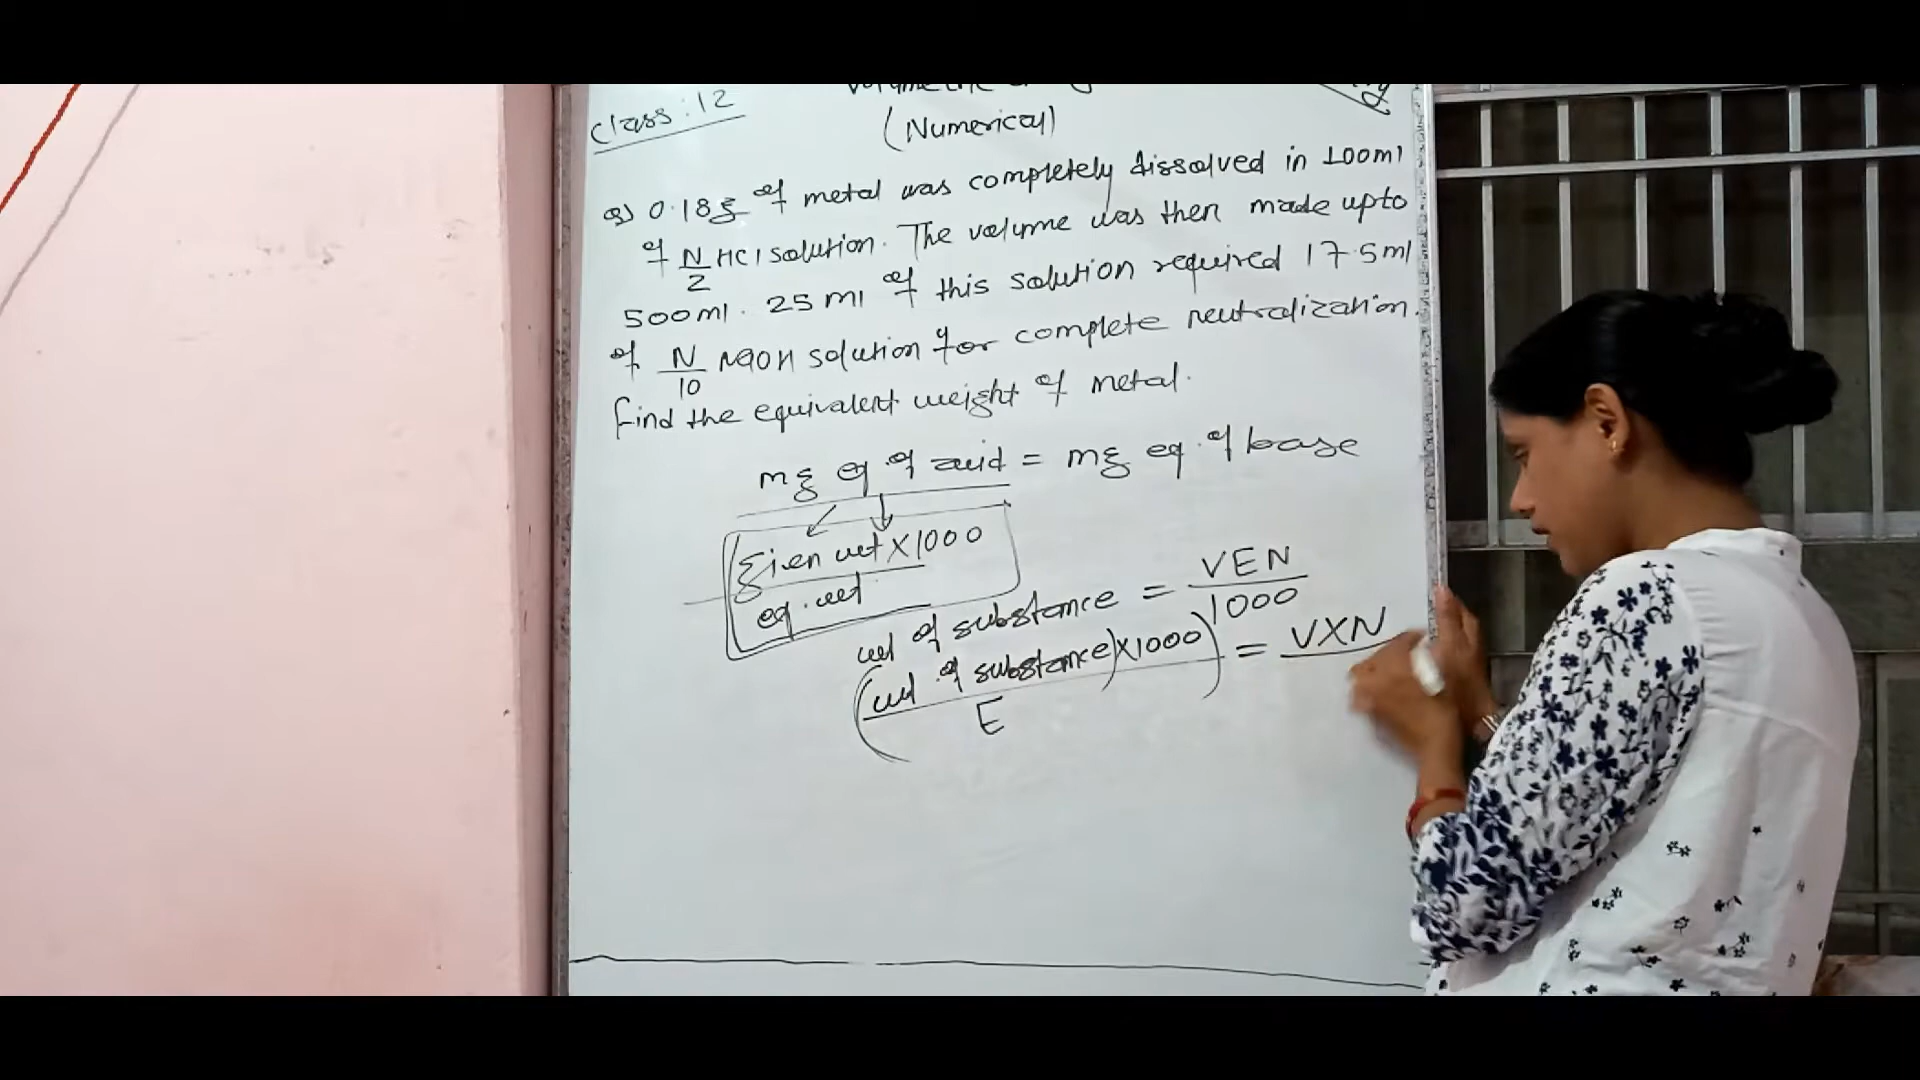 Class: 12
(Numerical)
Q) 0.18g of metal was completely dissolved in 100ml
of N/2 HCl solution. The volume was then made upto
500ml. 25ml of this solution required 17.5ml
of N/10 NaOH solution for complete neutralization.
find the equivalent weight of metal.
mg eq. of acid = mg eq. of base
given wt X 1000
eq. wt
wt of substance = VEN / 1000
(wt of substance) X 1000) = V X N
E